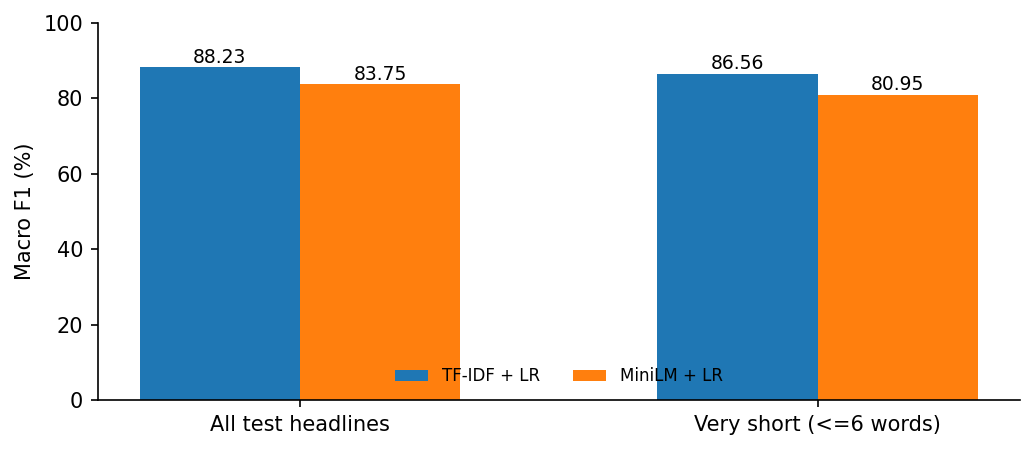 100
88.23
83.75
86.56
80.95
80
60
40
20
0
Macro F1 (%)
TF-IDF + LR
MiniLM + LR
All test headlines
Very short (<=6 words)